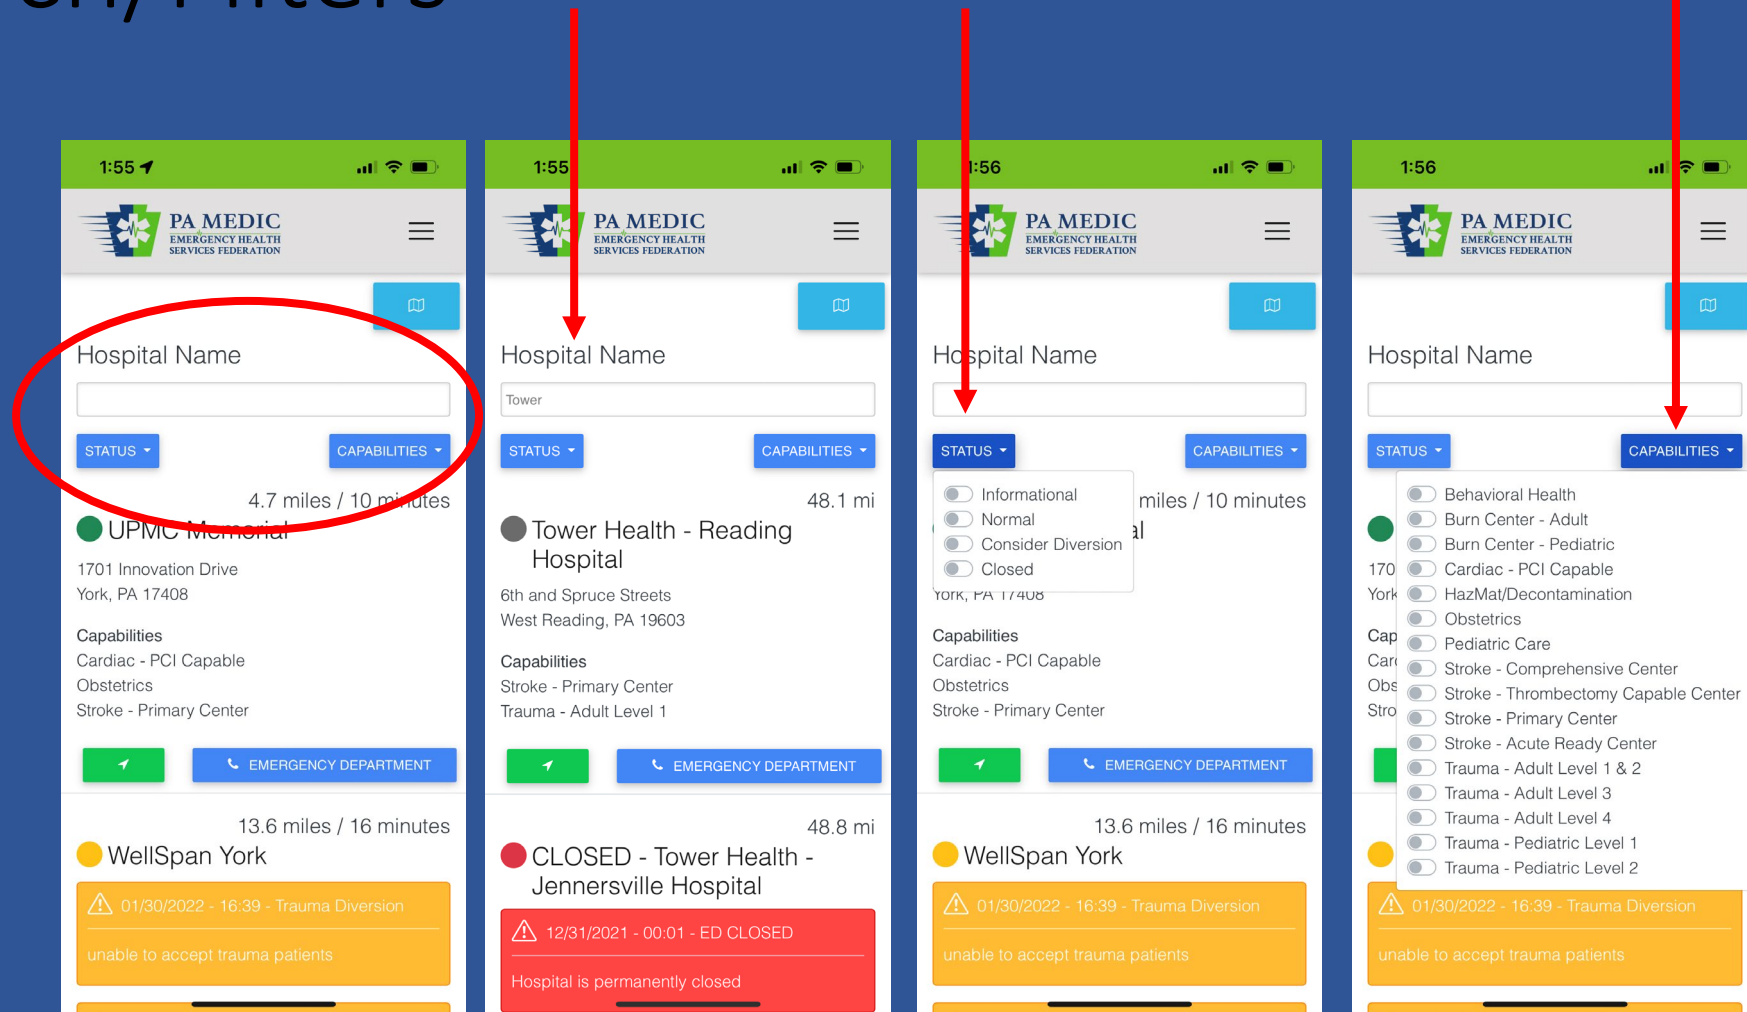 1:55
PA MEDIC
EMERGENCY HEALTH
SERVICES FEDERATION
Hospital Name
STATUS
CAPABILITIES
4.7 miles / 10 minutes
UPMC Memorial
1701 Innovation Drive
York, PA 17408
Capabilities
Cardiac - PCI Capable
Obstetrics
Stroke - Primary Center
EMERGENCY DEPARTMENT
13.6 miles / 16 minutes
WellSpan York
01/30/2022 - 16:39 - Trauma Diversion
unable to accept trauma patients
1:55
PA MEDIC
EMERGENCY HEALTH
SERVICES FEDERATION
Hospital Name
Tower
STATUS
CAPABILITIES
48.1 mi
Tower Health - Reading
Hospital
6th and Spruce Streets
West Reading, PA 19603
Capabilities
Stroke - Primary Center
Trauma - Adult Level 1
EMERGENCY DEPARTMENT
48.8 mi
CLOSED - Tower Health -
Jennersville Hospital
12/31/2021 - 00:01 - ED CLOSED
Hospital is permanently closed
1:56
PA MEDIC
EMERGENCY HEALTH
SERVICES FEDERATION
Hospital Name
STATUS
CAPABILITIES
Informational
Normal
Consider Diversion
Closed
miles / 10 minutes
York, PA 17408
Capabilities
Cardiac - PCI Capable
Obstetrics
Stroke - Primary Center
EMERGENCY DEPARTMENT
13.6 miles / 16 minutes
WellSpan York
01/30/2022 - 16:39 - Trauma Diversion
unable to accept trauma patients
1:56
PA MEDIC
EMERGENCY HEALTH
SERVICES FEDERATION
Hospital Name
STATUS
CAPABILITIES
Behavioral Health
Burn Center - Adult
Burn Center - Pediatric
Cardiac - PCI Capable
HazMat/Decontamination
Obstetrics
Pediatric Care
Stroke - Comprehensive Center
Stroke - Thrombectomy Capable Center
Stroke - Primary Center
Stroke - Acute Ready Center
Trauma - Adult Level 1 & 2
Trauma - Adult Level 3
Trauma - Adult Level 4
Trauma - Pediatric Level 1
Trauma - Pediatric Level 2
170
York
Cap
Card
Obs
Stro
01/30/2022 - 16:39 - Trauma Diversion
unable to accept trauma patients